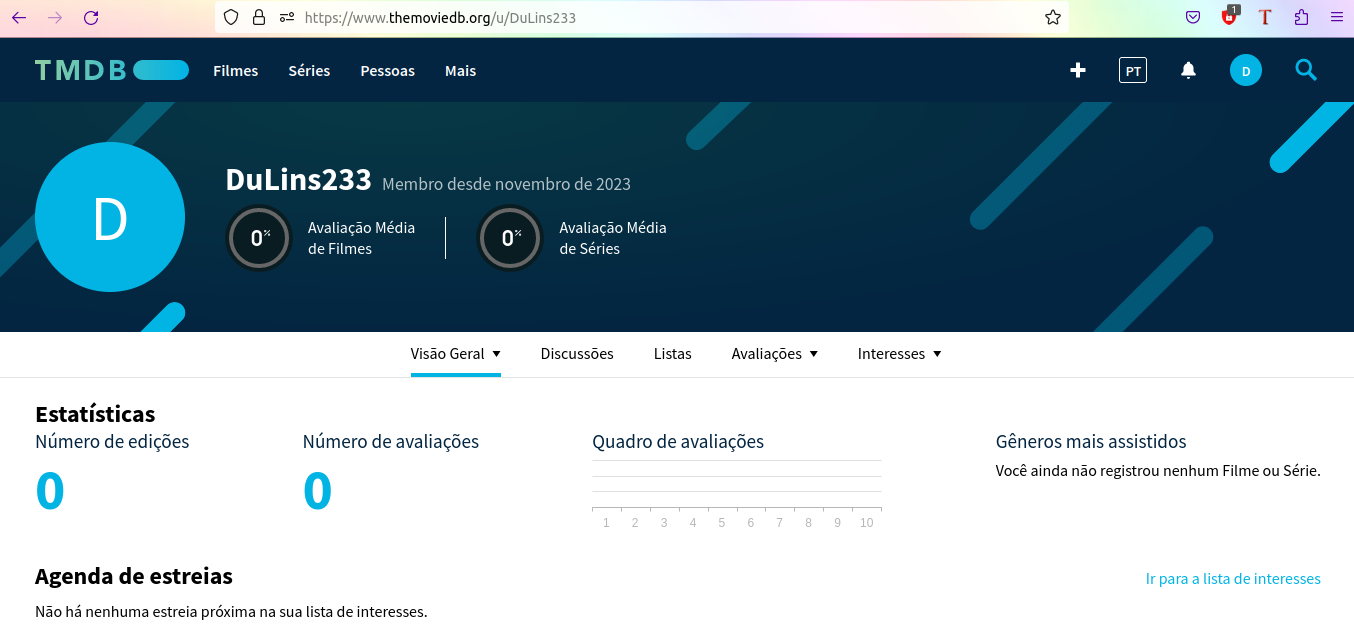 https://www.themoviedb.org/u/DuLins233
1
T
TMDB
Filmes Séries Pessoas Mais
PT
D
D
DuLins233 Membro desde novembro de 2023
0% Avaliação Média de Filmes
0% Avaliação Média de Séries
Visão Geral Discussões Listas Avaliações Interesses
Estatísticas
Número de edições
0
Número de avaliações
0
Quadro de avaliações
1 2 3 4 5 6 7 8 9 10
Gêneros mais assistidos
Você ainda não registrou nenhum Filme ou Série.
Agenda de estreias
Ir para a lista de interesses
Não há nenhuma estreia próxima na sua lista de interesses.